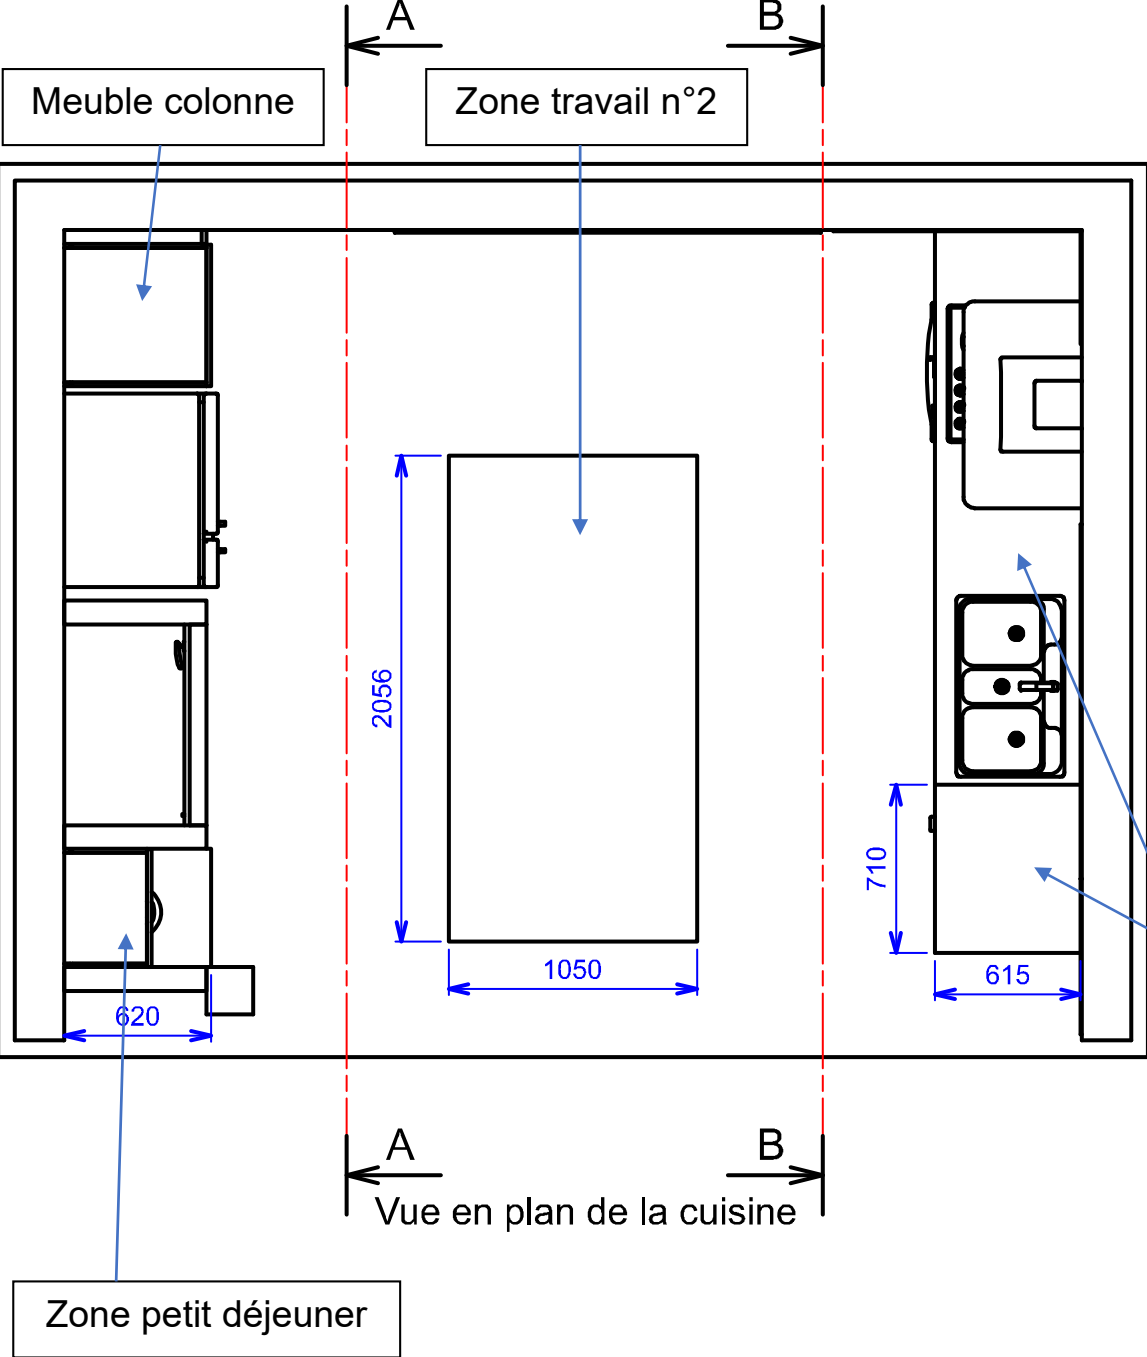 A B
Meuble colonne
Zone travail n°2
2056
710
1050
615
620
A B
Vue en plan de la cuisine
Zone petit déjeuner